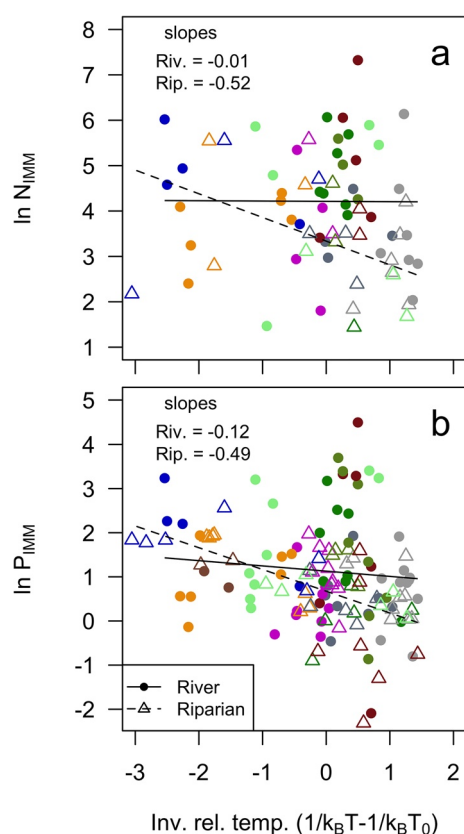 slopes
Riv. = -0.01
Rip. = -0.52
a
8
7
6
5
4
3
2
1
ln N_IMM
slopes
Riv. = -0.12
Rip. = -0.49
b
5
4
3
2
1
0
-1
-2
ln P_IMM
River
Riparian
-3 -2 -1 0 1 2
Inv. rel. temp. (1/k_BT-1/k_BT_0)